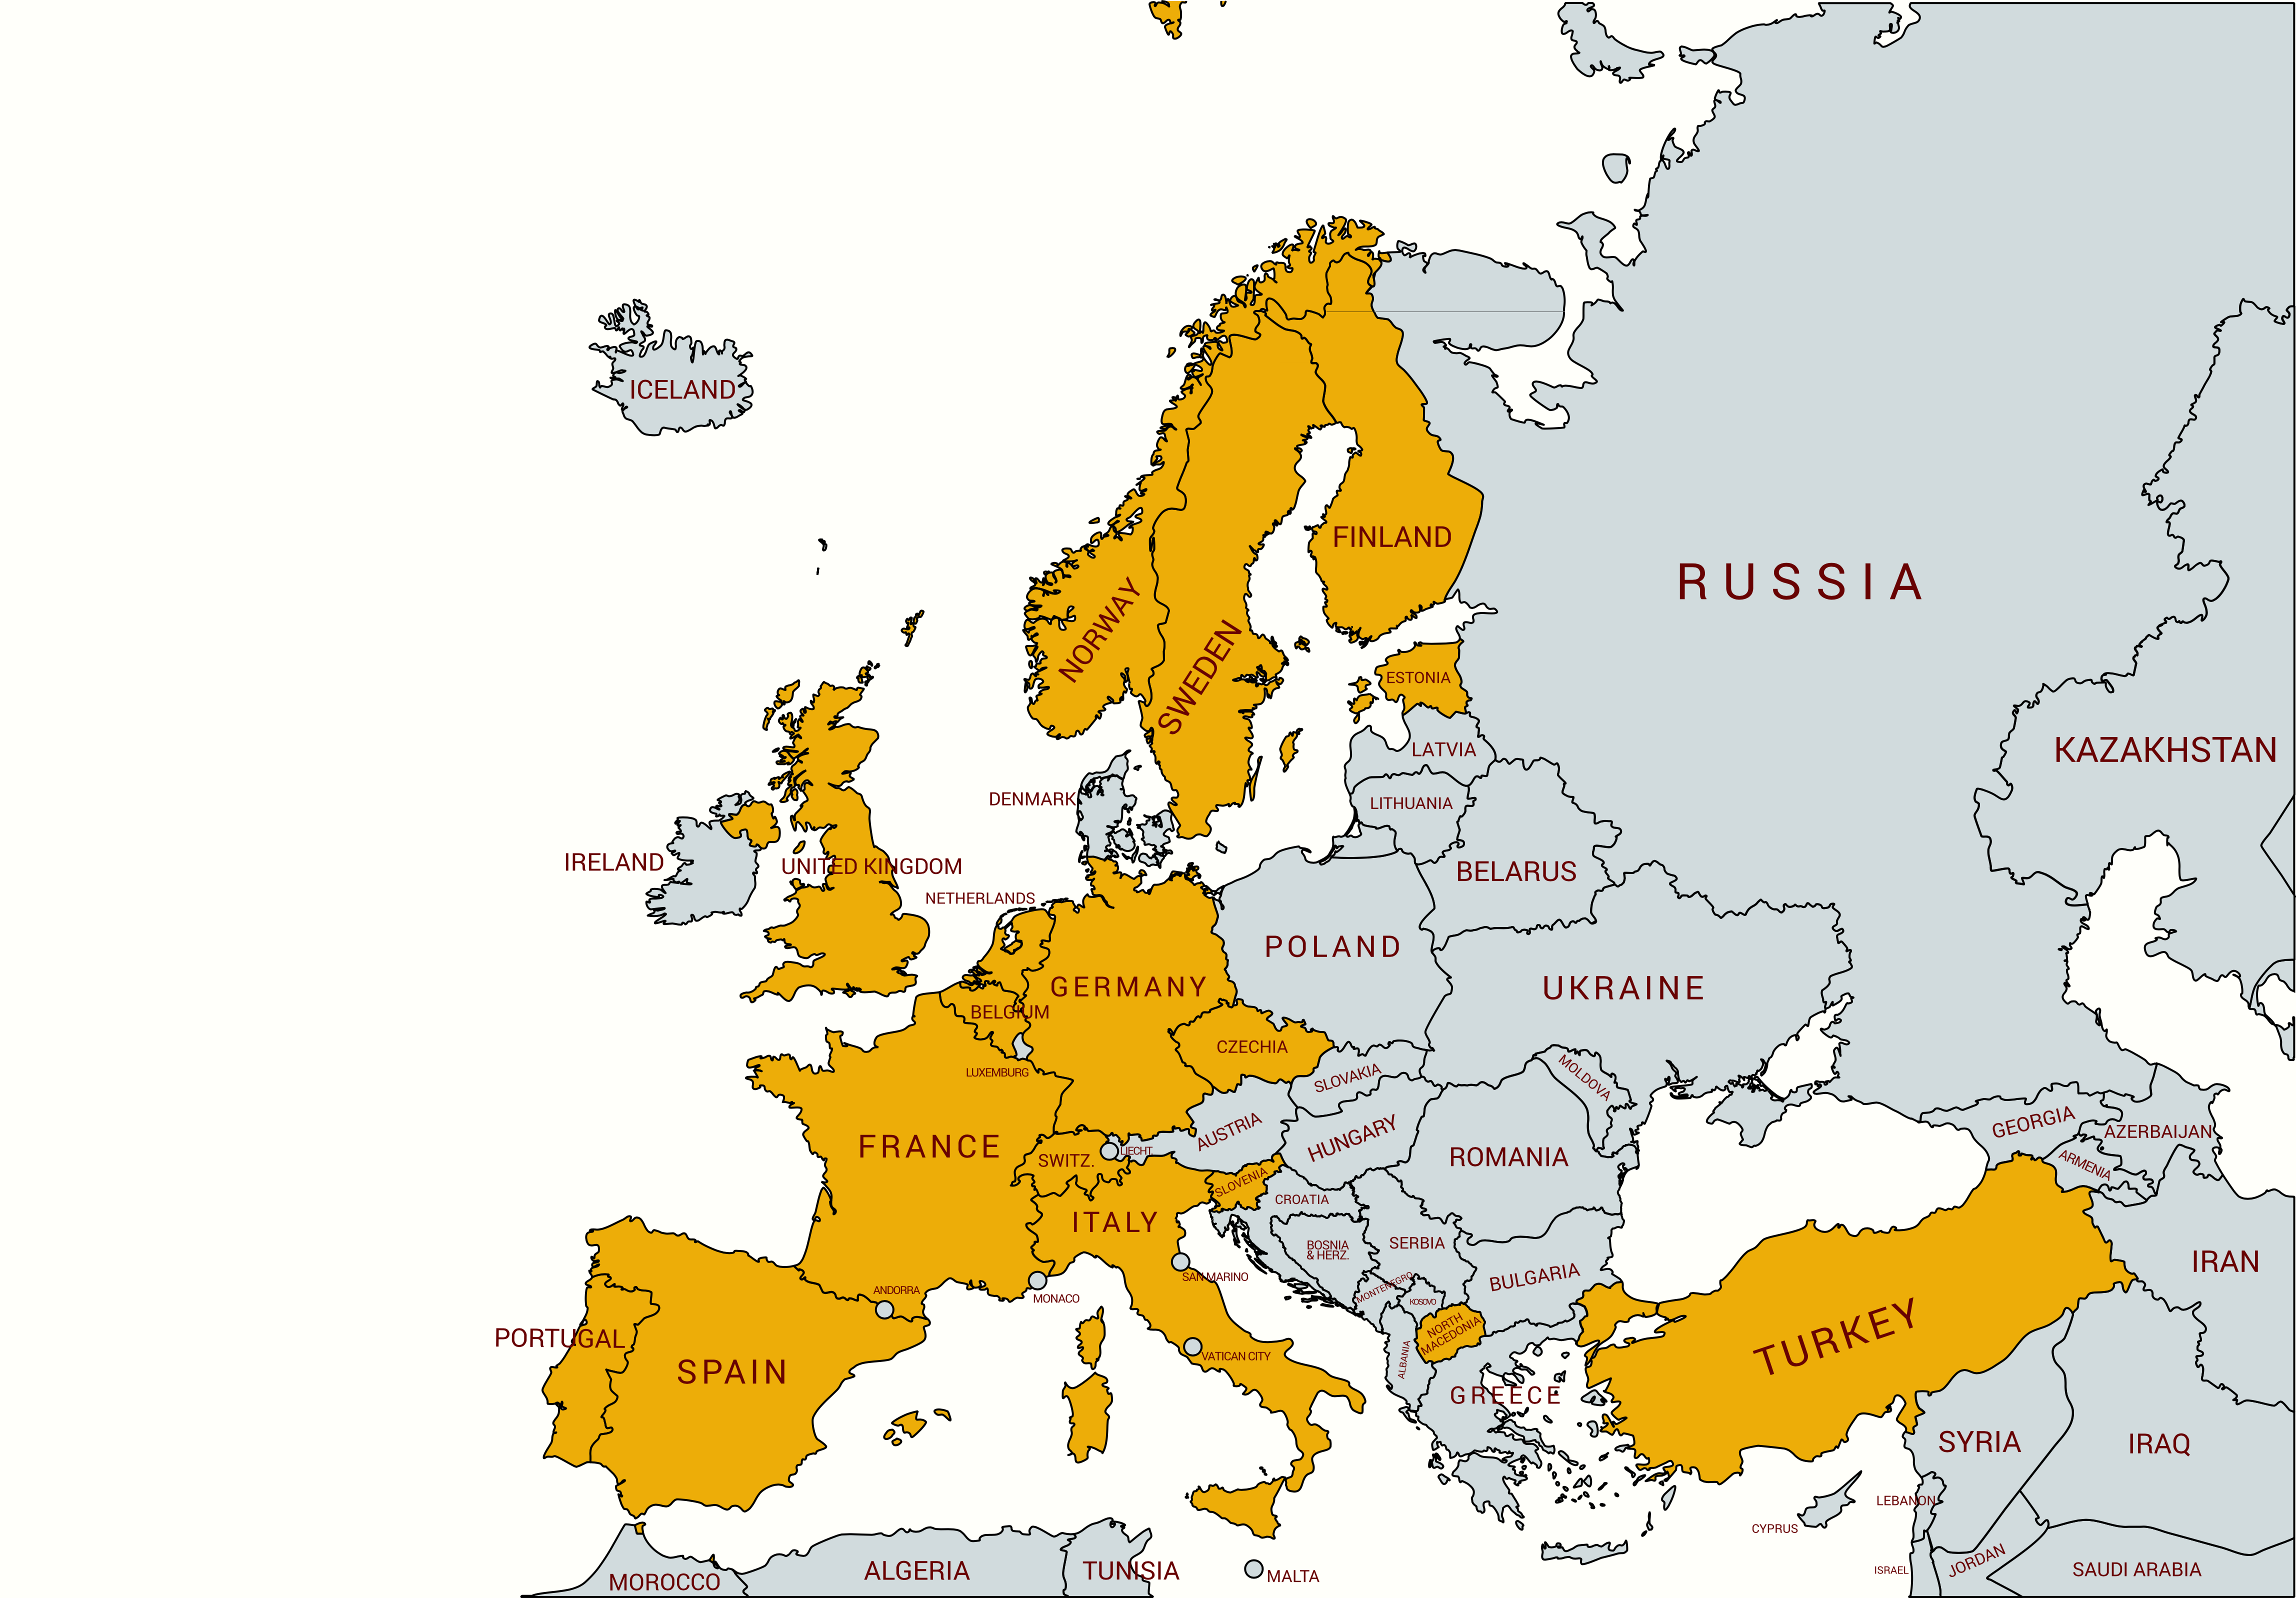 ICELAND
RUSSIA
FINLAND
NORWAY
SWEDEN
ESTONIA
LATVIA
KAZAKHSTAN
DENMARK
LITHUANIA
IRELAND
UNITED KINGDOM
BELARUS
NETHERLANDS
POLAND
GERMANY
UKRAINE
BELGIUM
CZECHIA
LUXEMBURG
SLOVAKIA
MOLDOVA
AUSTRIA
HUNGARY
GEORGIA
AZERBAIJAN
FRANCE
SWITZ.
LIECHT.
ROMANIA
ARMENIA
SLOVENIA
CROATIA
ITALY
BOSNIA
& HERZ.
SERBIA
IRAN
SAN MARINO
BULGARIA
ANDORRA
MONACO
MONTENEGRO
KOSOVO
PORTUGAL
SPAIN
VATICAN CITY
NORTH
MACEDONIA
ALBANIA
TURKEY
GREECE
SYRIA
IRAQ
LEBANON
CYPRUS
MOROCCO
ALGERIA
TUNISIA
MALTA
ISRAEL
JORDAN
SAUDI ARABIA